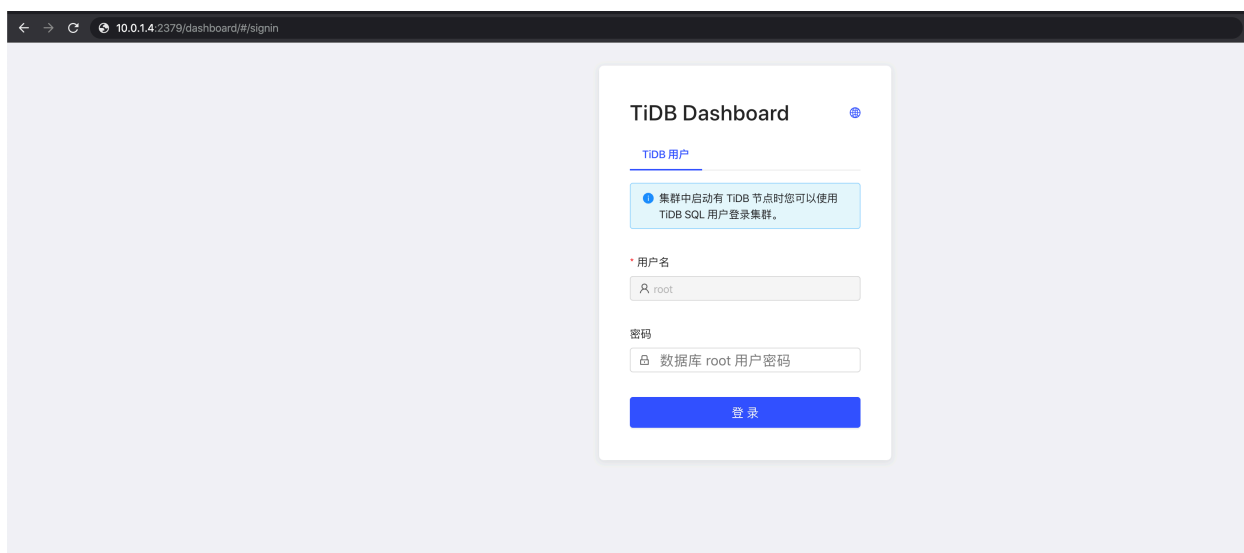 10.0.1.4:2379/dashboard/#/signin
TiDB Dashboard
TiDB 用户
集群中启动有 TiDB 节点时您可以使用
TiDB SQL 用户登录集群。
* 用户名
root
密码
数据库 root 用户密码
登 录